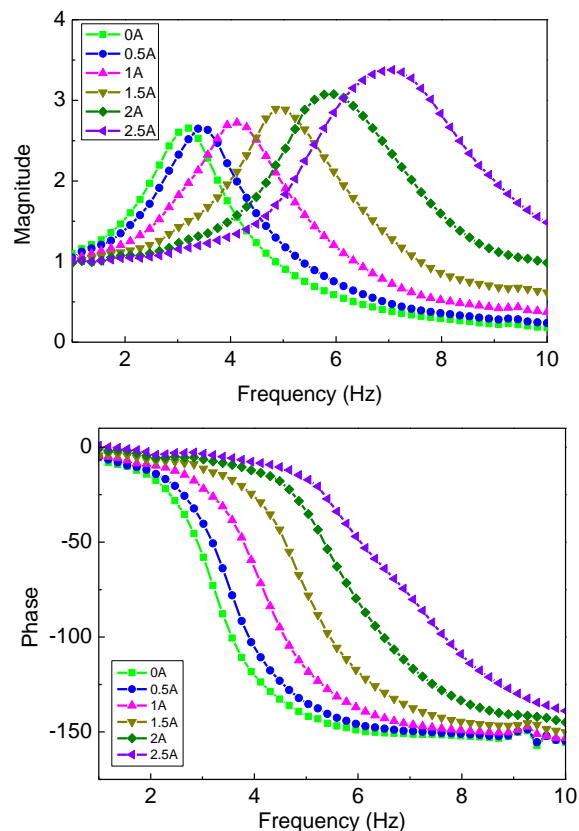 4
3
2
1
0
Magnitude
0A
0.5A
1A
1.5A
2A
2.5A
2 4 6 8 10
Frequency (Hz)
0
-50
-100
-150
Phase
0A
0.5A
1A
1.5A
2A
2.5A
2 4 6 8 10
Frequency (Hz)